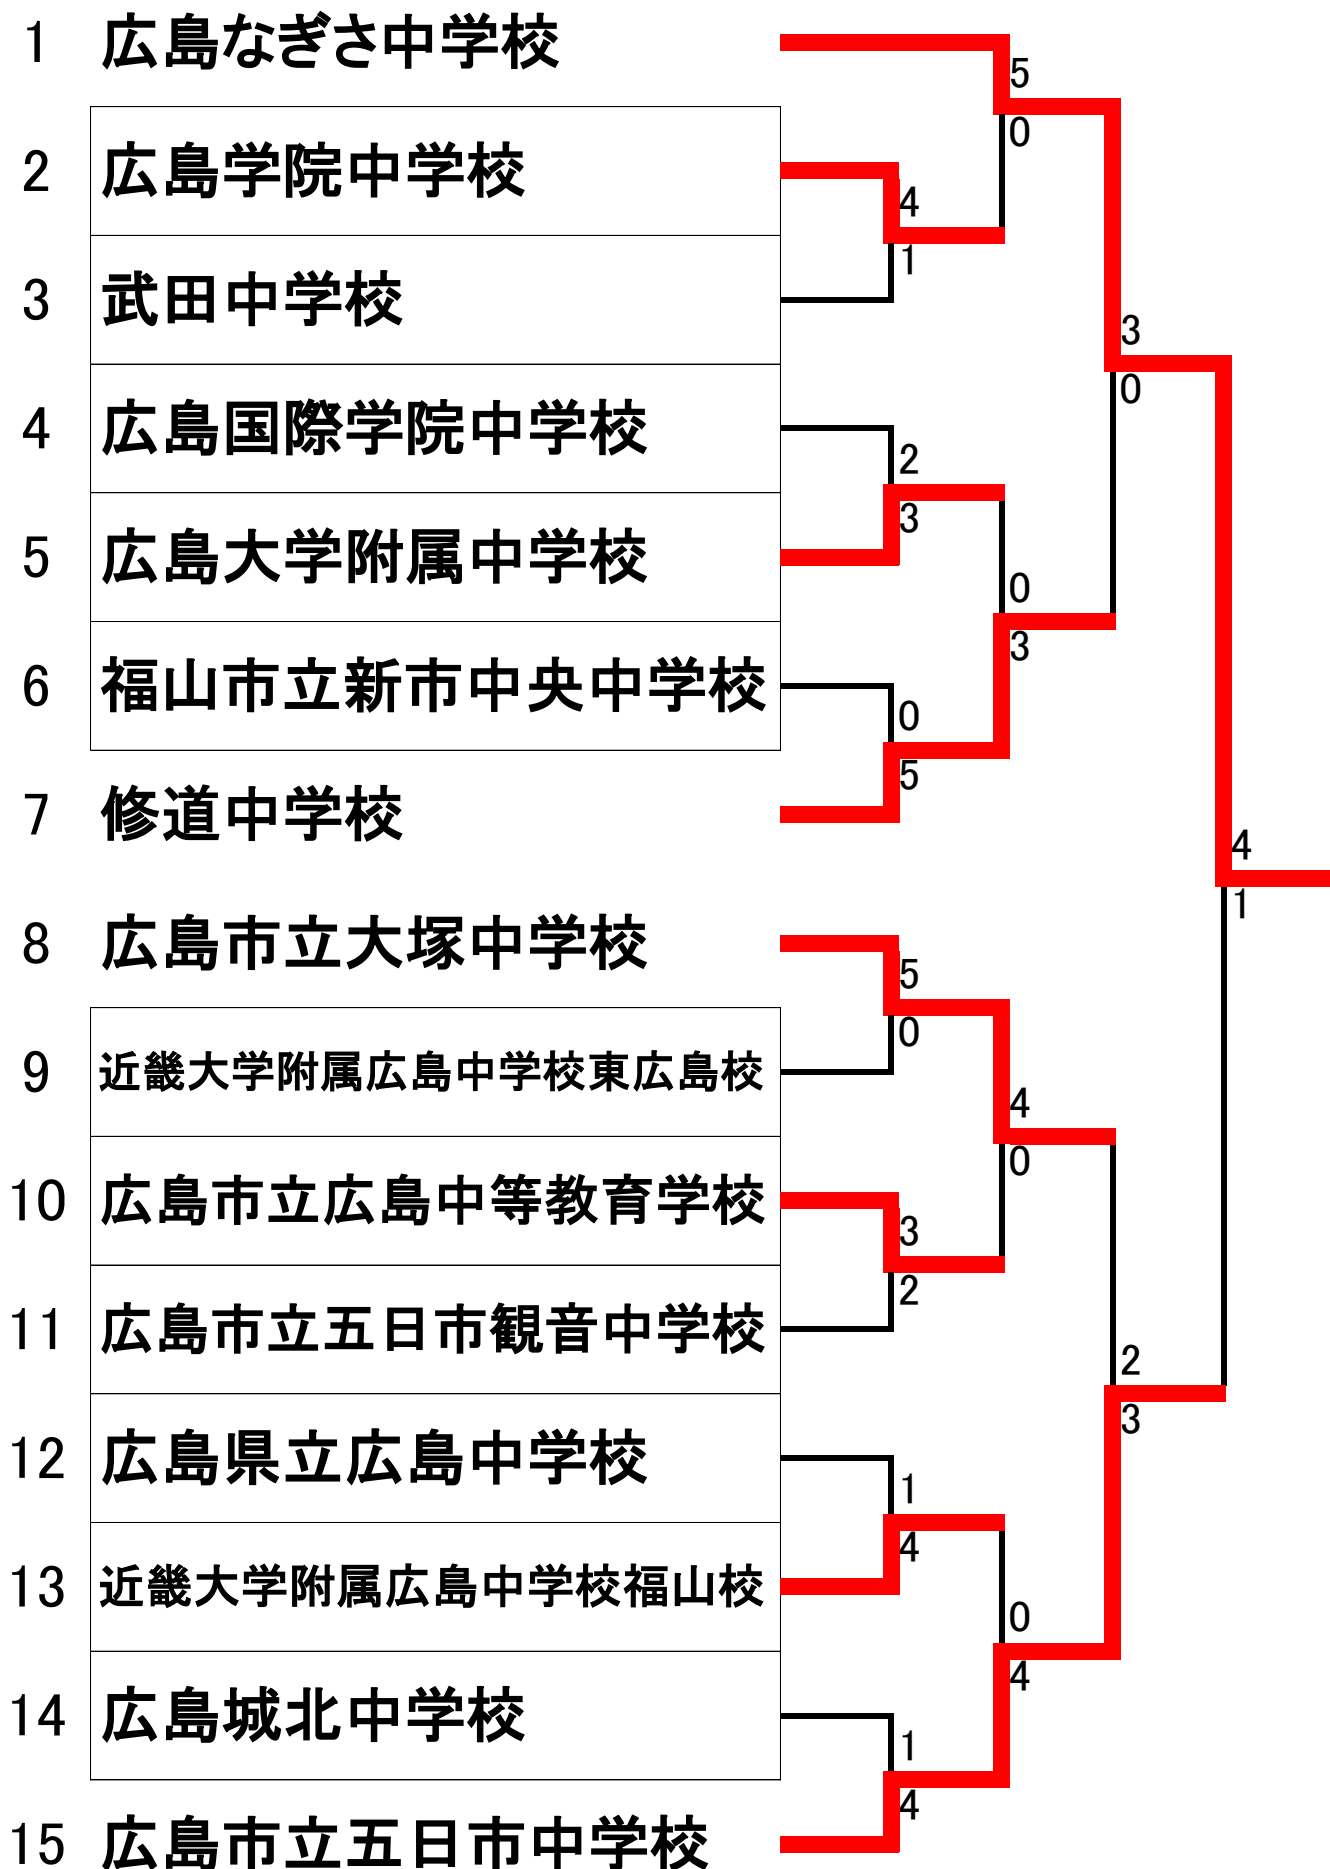 1 広島なぎさ中学校
5
0
2 広島学院中学校
4
1
3 武田中学校
3
0
4 広島国際学院中学校
2
3
5 広島大学附属中学校
0
3
6 福山市立新市中央中学校
0
5
7 修道中学校
4
1
8 広島市立大塚中学校
5
0
9 近畿大学附属広島中学校東広島校
4
0
10 広島市立広島中等教育学校
3
2
11 広島市立五日市観音中学校
2
3
12 広島県立広島中学校
1
4
13 近畿大学附属広島中学校福山校
0
4
14 広島城北中学校
1
4
15 広島市立五日市中学校